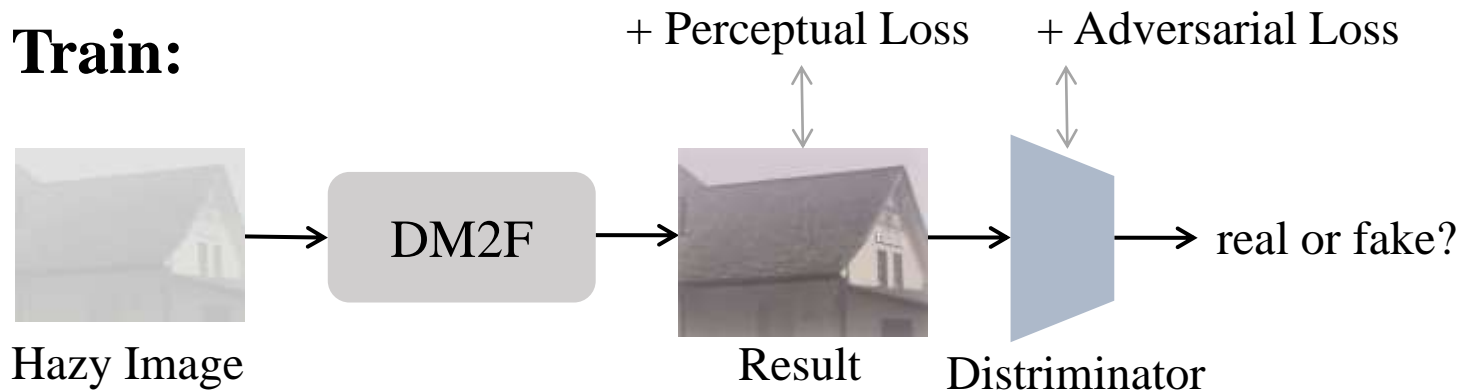 Train:
+ Perceptual Loss
+ Adversarial Loss
DM2F
real or fake?
Hazy Image
Result
Distriminator